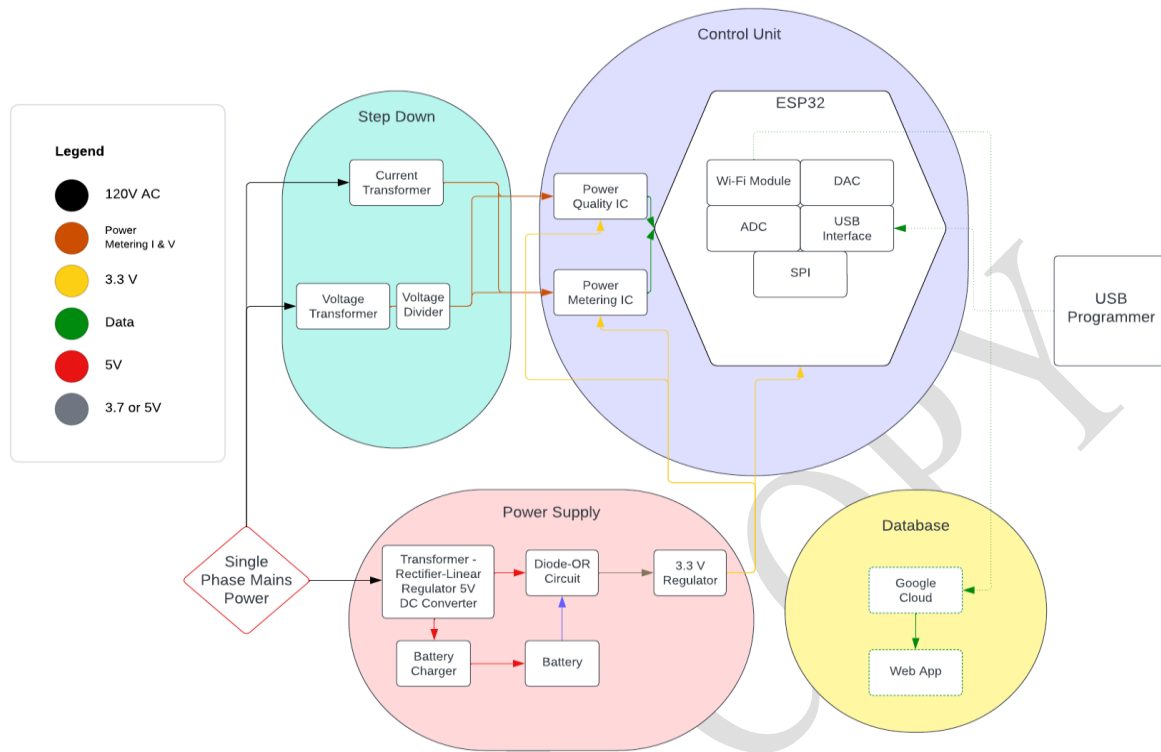 Control Unit
ESP32
Step Down
Legend
120V AC
Power
Metering I & V
3.3 V
Data
5V
3.7 or 5V
Current
Transformer
Voltage
Transformer
Voltage
Divider
Power
Quality IC
Power
Metering IC
Wi-Fi Module
DAC
ADC
USB
Interface
SPI
USB
Programmer
Single
Phase Mains
Power
Power Supply
Transformer -
Rectifier-Linear
Regulator 5V
DC Converter
Diode-OR
Circuit
3.3 V
Regulator
Battery
Charger
Battery
Database
Google
Cloud
Web App
COPY